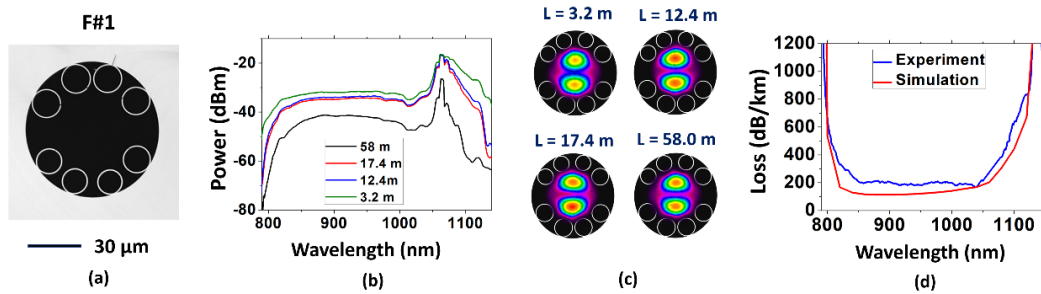 F#1
30 µm
(a)
Power (dBm)
-20
-40
-60
-80
58 m
17.4 m
12.4m
3.2 m
800
900
1000
1100
Wavelength (nm)
(b)
L = 3.2 m
L = 12.4 m
L = 17.4 m
L = 58.0 m
(c)
Loss (dB/km)
1200
1000
800
600
400
200
0
Experiment
Simulation
800
900
1000
1100
Wavelength (nm)
(d)